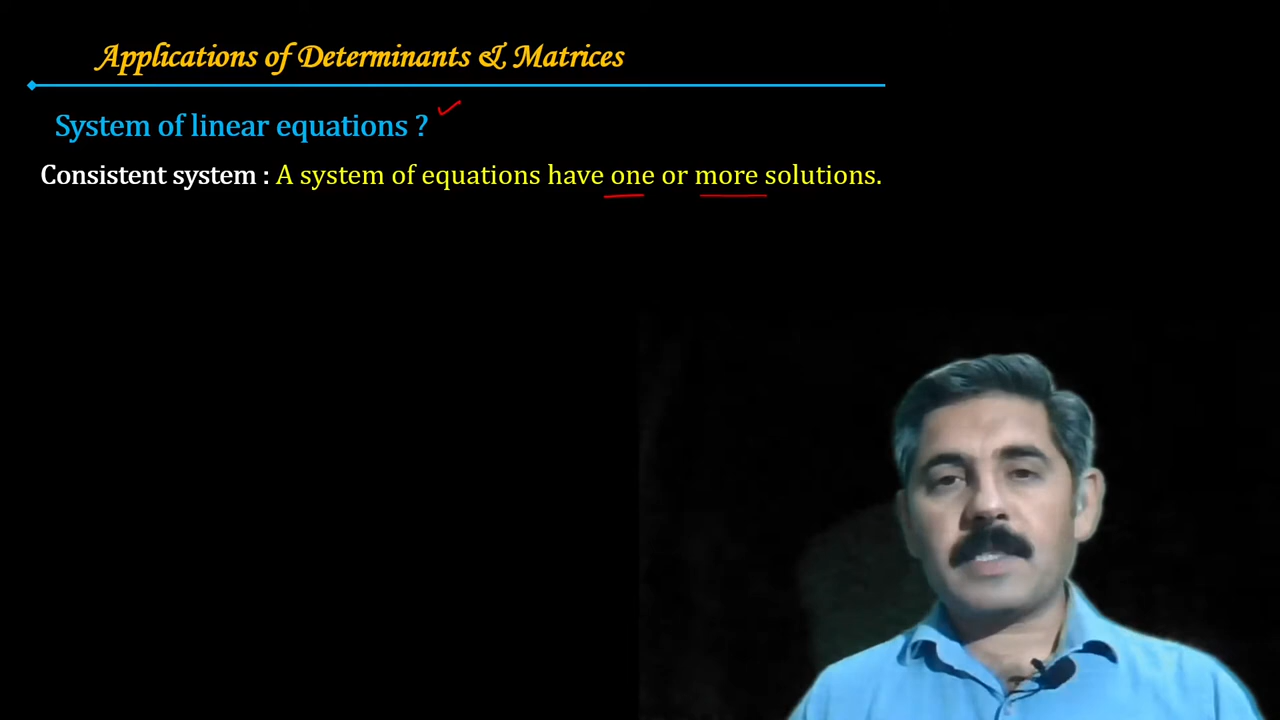 Applications of Determinants & Matrices
System of linear equations ?
Consistent system : A system of equations have one or more solutions.